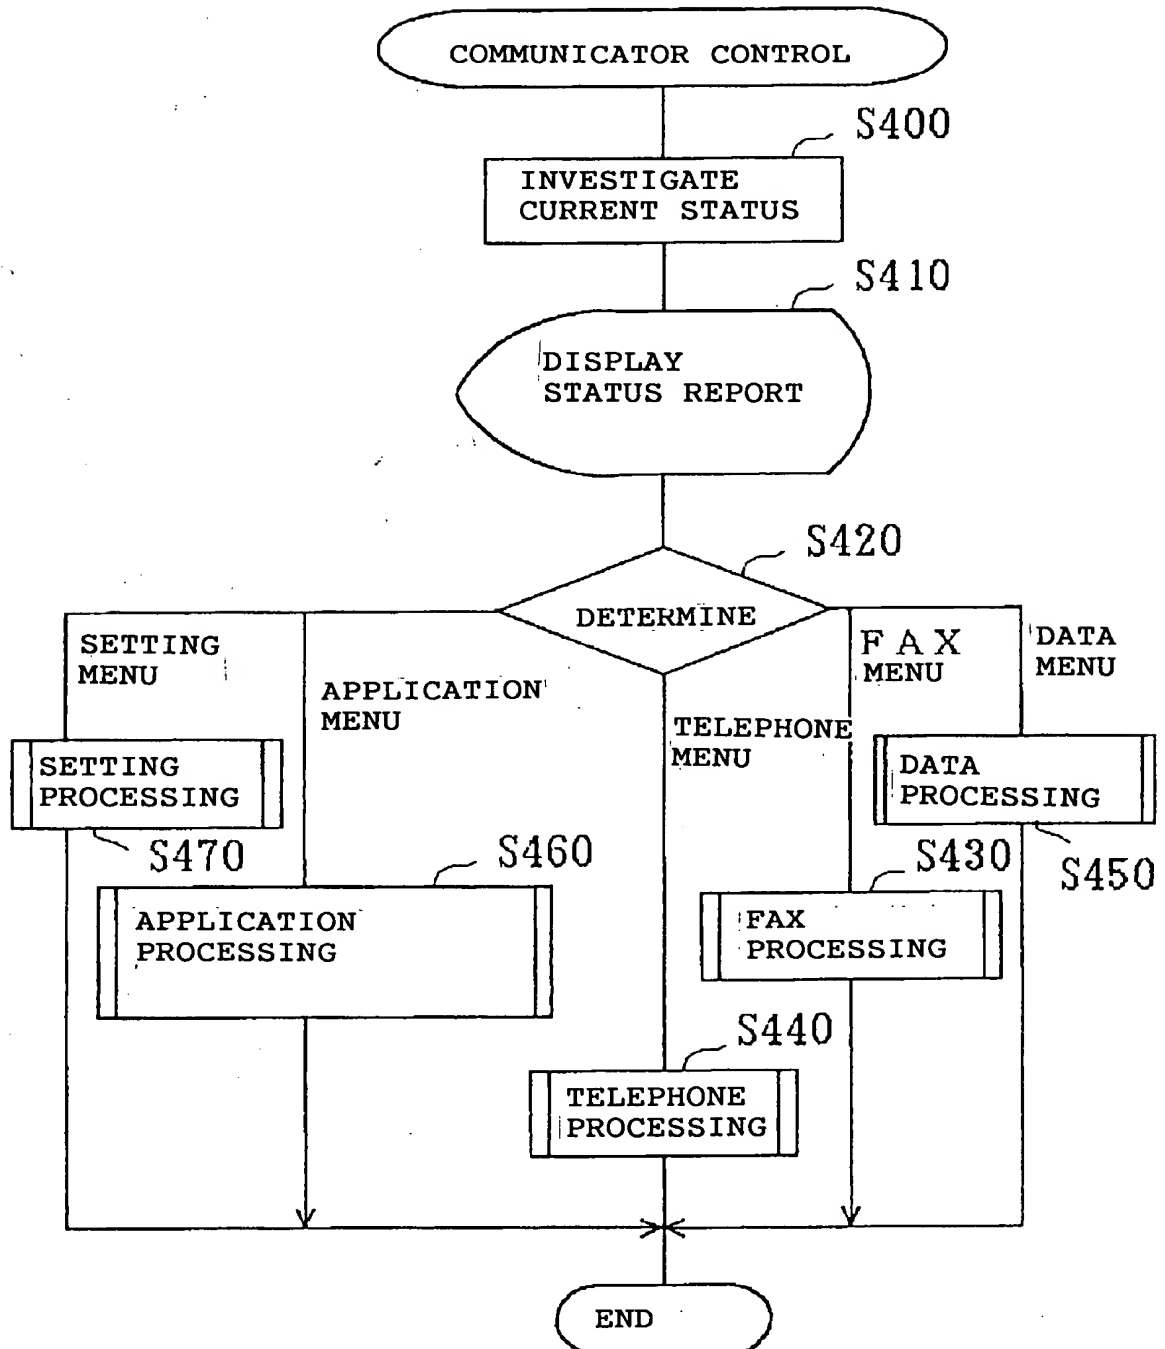 COMMUNICATOR CONTROL
S400
INVESTIGATE
CURRENT STATUS
S410
DISPLAY
STATUS REPORT
S420
DETERMINE
SETTING
MENU
APPLICATION
MENU
TELEPHONE
MENU
FAX
MENU
DATA
MENU
SETTING
PROCESSING
S470
DATA
PROCESSING
S450
S460
APPLICATION
PROCESSING
S430
FAX
PROCESSING
S440
TELEPHONE
PROCESSING
END